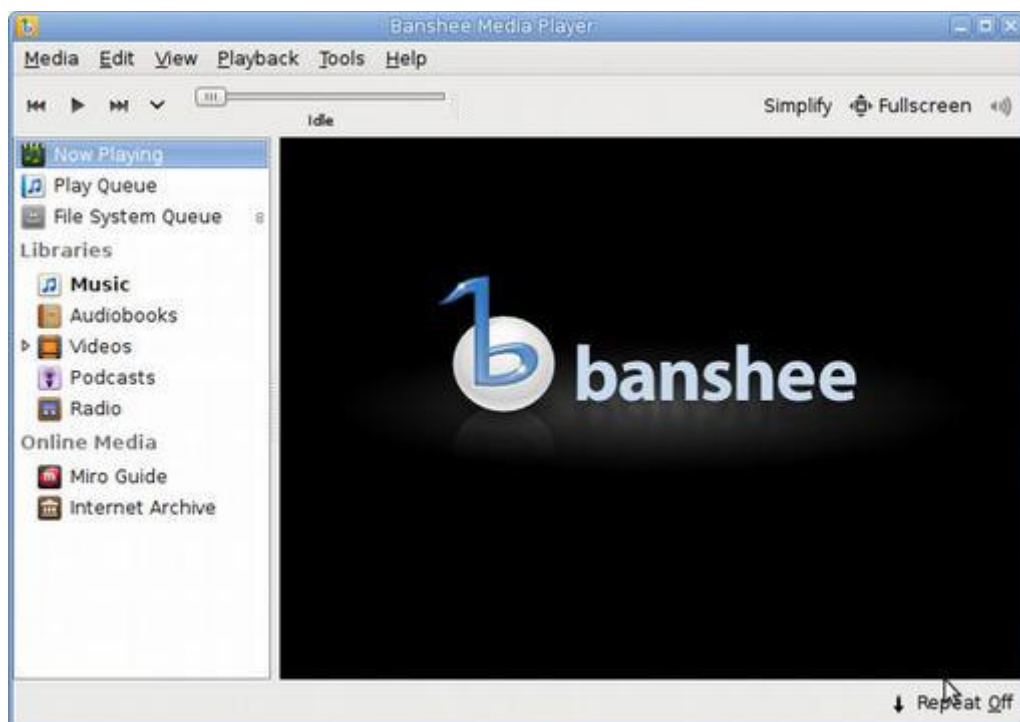 Banshee Media Player
Media Edit View Playback Tools Help
Idle
Simplify Fullscreen
Now Playing
Play Queue
File System Queue 8
Libraries
Music
Audiobooks
Videos
Podcasts
Radio
Online Media
Miro Guide
Internet Archive
banshee
Repeat Off